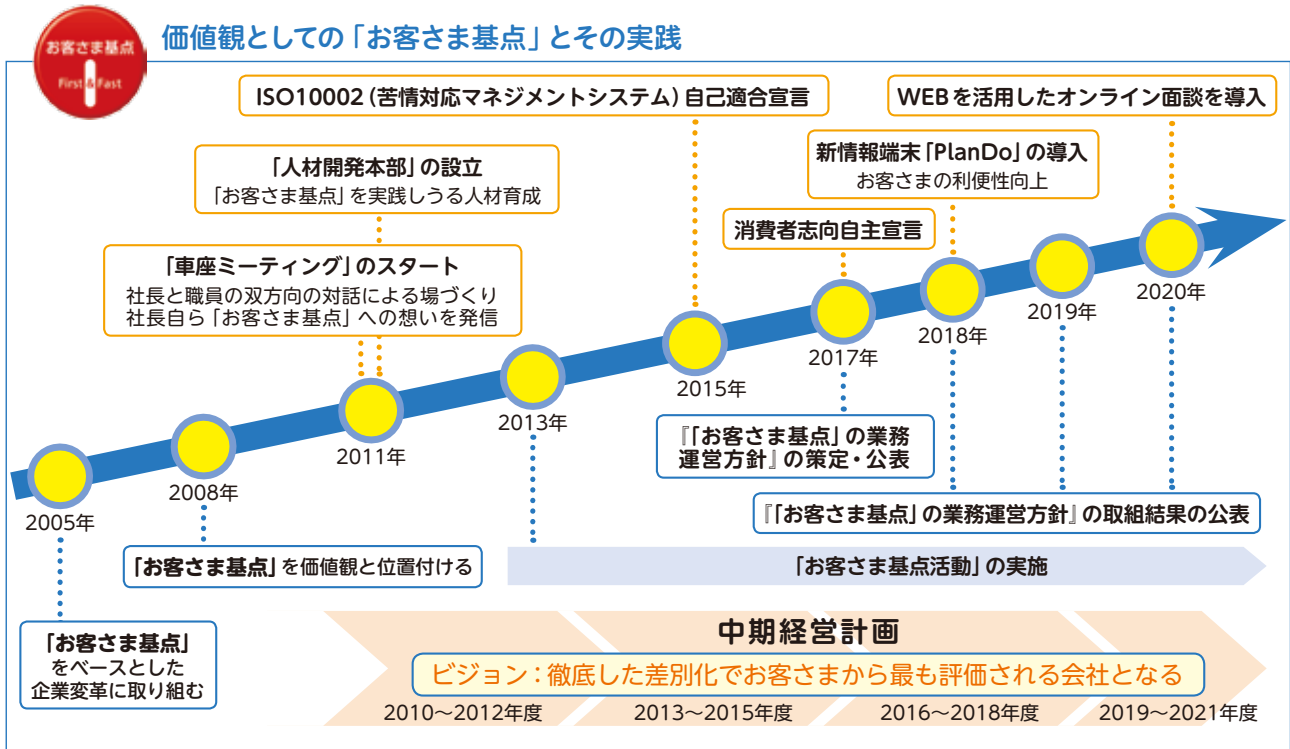 お客さま基点
First & Fast
価値観としての「お客さま基点」とその実践
ISO10002（苦情対応マネジメントシステム）自己適合宣言
WEBを活用したオンライン面談を導入
「人材開発本部」の設立
「お客さま基点」を実践しうる人材育成
新情報端末「PlanDo」の導入
お客さまの利便性向上
消費者志向自主宣言
「車座ミーティング」のスタート
社長と職員の双方向の対話による場づくり
社長自ら「お客さま基点」への想いを発信
2005年
2008年
2011年
2013年
2015年
2017年
2018年
2019年
2020年
『「お客さま基点」の業務
運営方針』の策定・公表
『「お客さま基点」の業務運営方針』の取組結果の公表
「お客さま基点」を価値観と位置付ける
「お客さま基点活動」の実施
「お客さま基点」
をベースとした
企業変革に取り組む
中期経営計画
ビジョン：徹底した差別化でお客さまから最も評価される会社となる
2010～2012年度
2013～2015年度
2016～2018年度
2019～2021年度